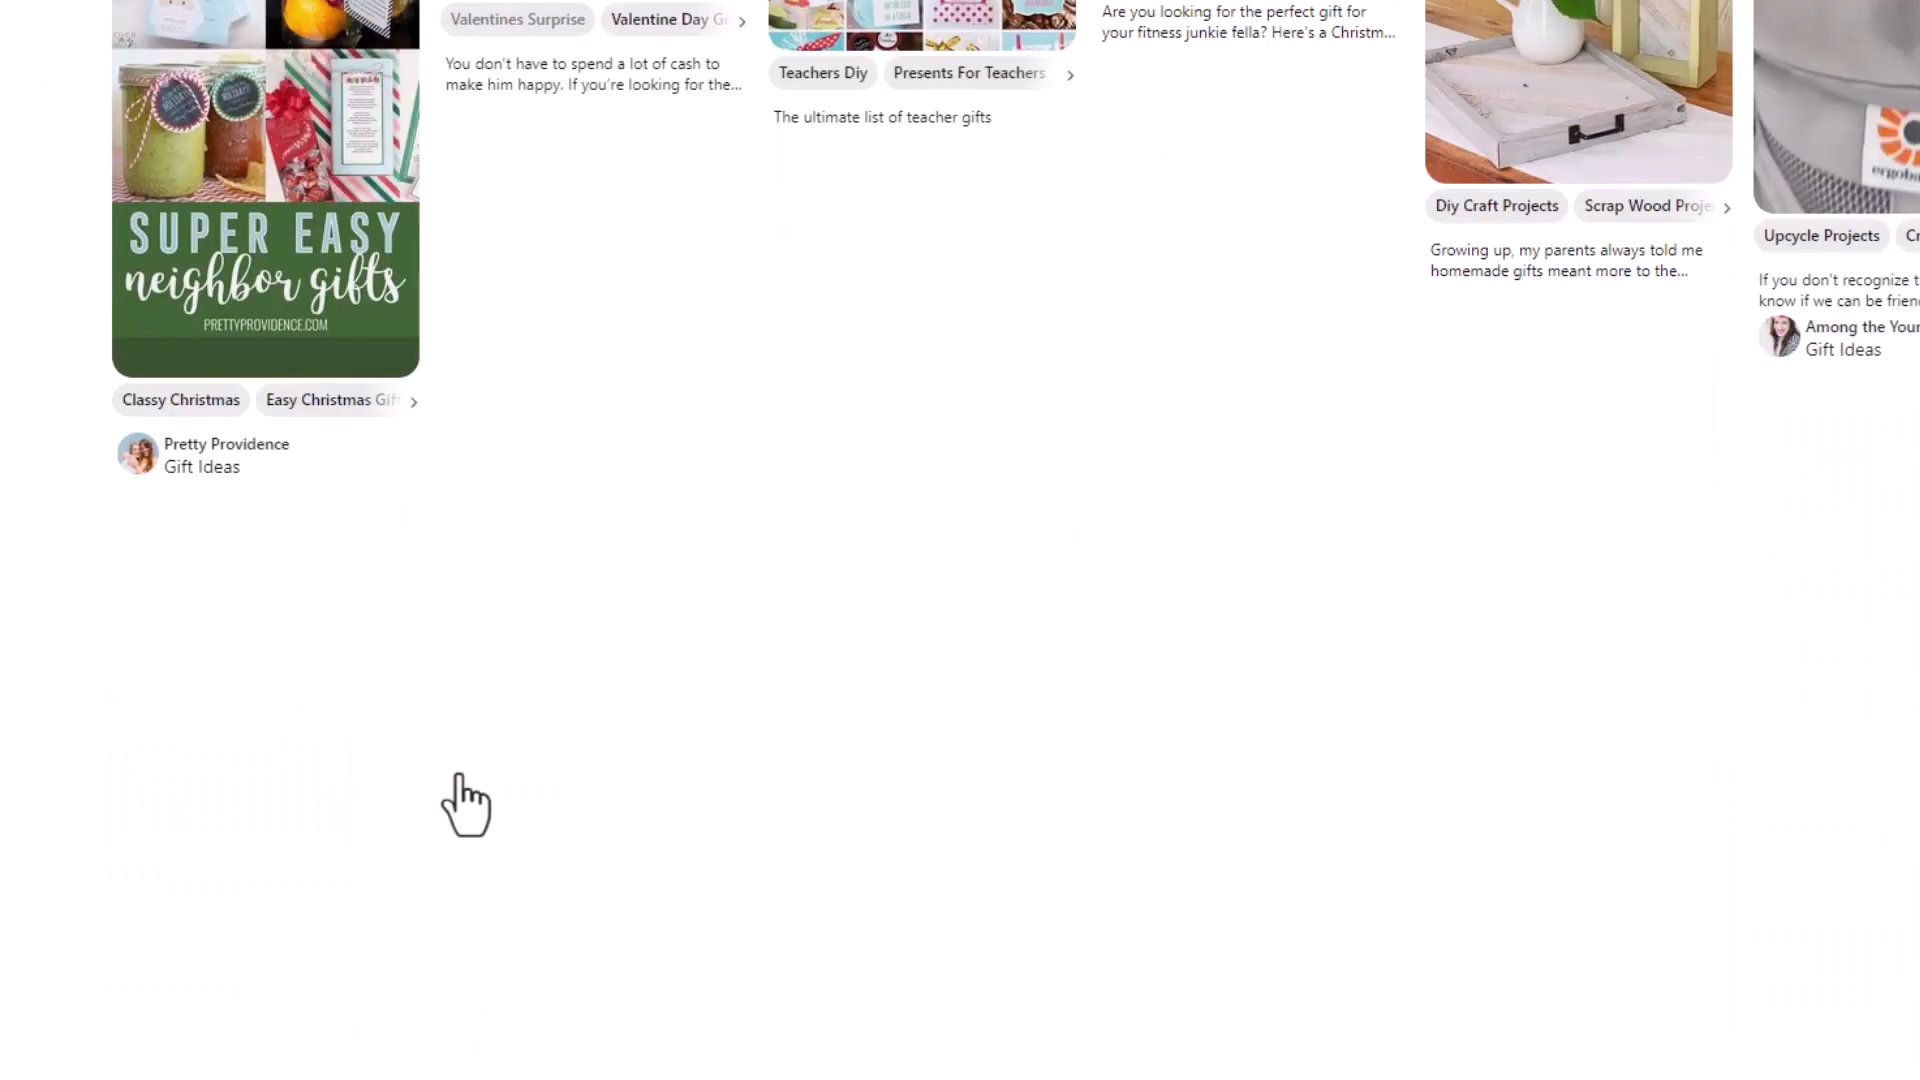 SUPER EASY
neighbor gifts
PRETTYPROVIDENCE.COM
Classy Christmas
Easy Christmas Gif
Pretty Providence
Gift Ideas
Valentines Surprise
Valentine Day Gi
You don't have to spend a lot of cash to
make him happy. If you're looking for the...
Teachers Diy
Presents For Teachers
The ultimate list of teacher gifts
Are you looking for the perfect gift for
your fitness junkie fella? Here's a Christm...
Diy Craft Projects
Scrap Wood Proje
Growing up, my parents always told me
homemade gifts meant more to the...
ergoba
Upcycle Projects
Cr
If you don't recognize t
know if we can be frien
Among the Your
Gift Ideas